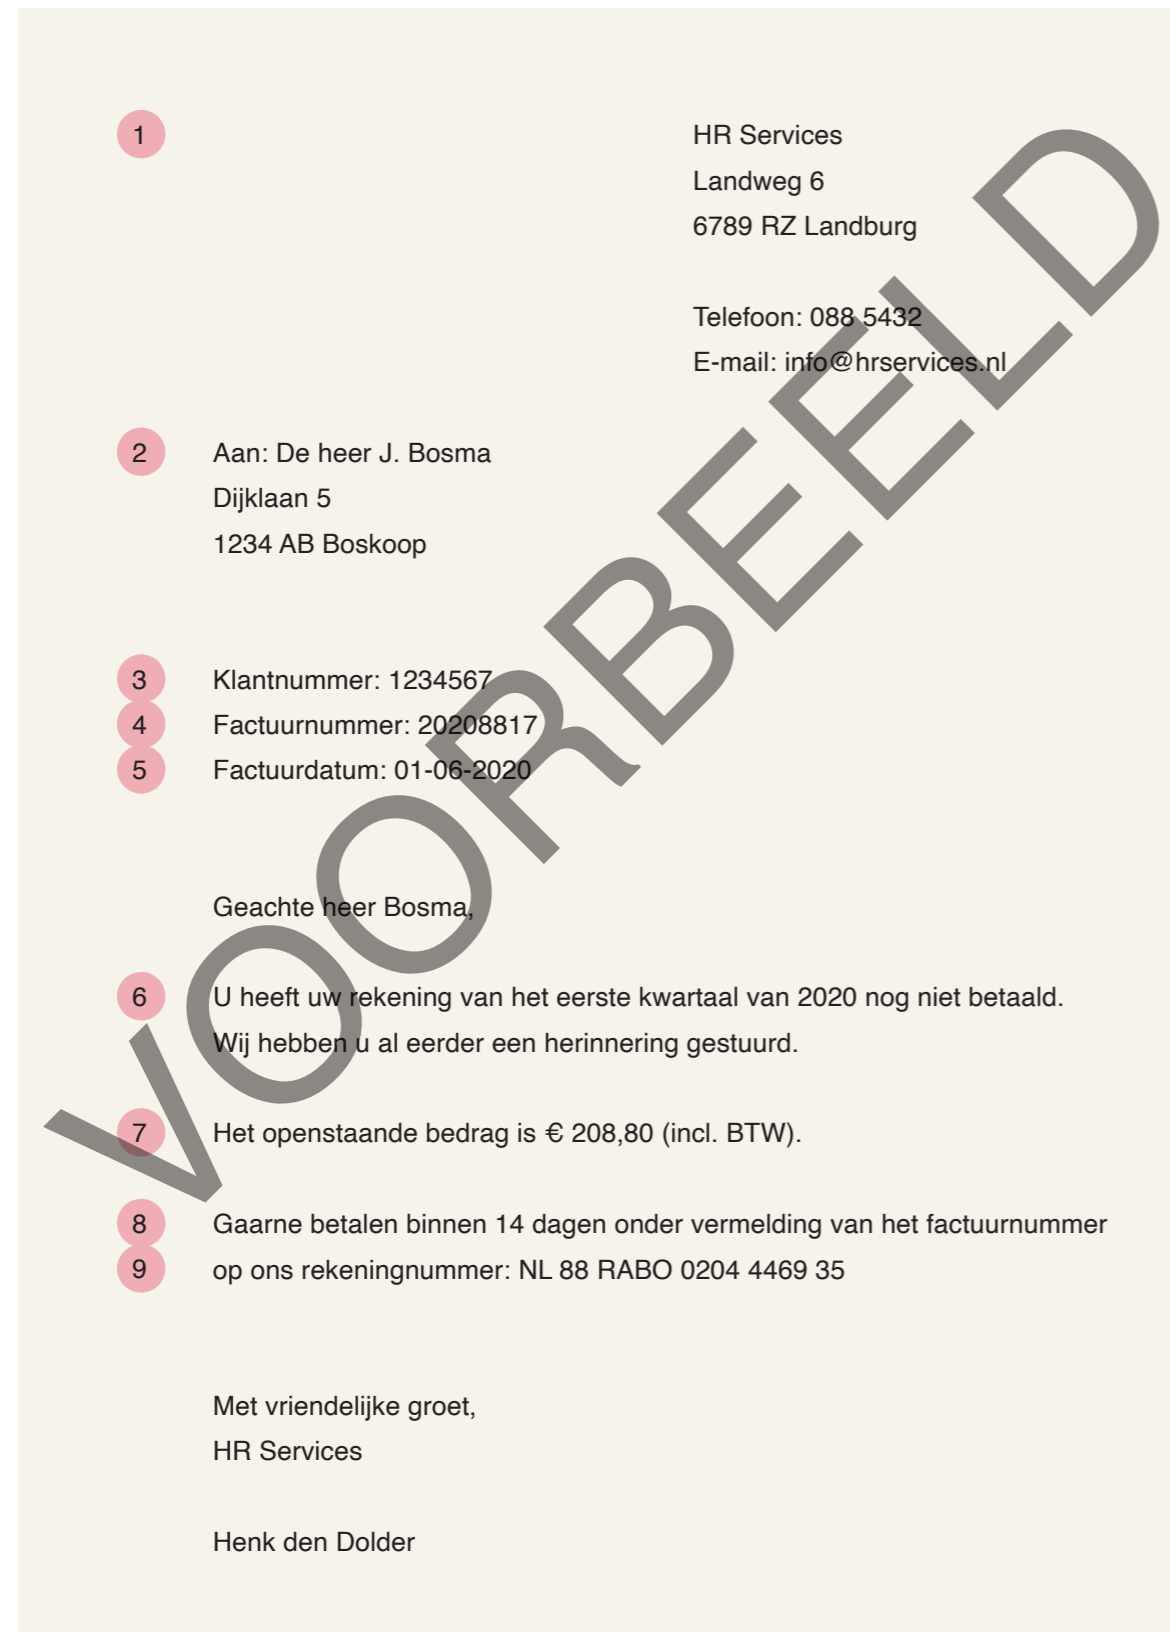 1
HR Services
Landweg 6
6789 RZ Landburg
Telefoon: 088 5432
E-mail: info@hrservices.nl
2
Aan: De heer J. Bosma
Dijklaan 5
1234 AB Boskoop
3 Klantnummer: 1234567
4 Factuurnummer: 20208817
5 Factuurdatum: 01-06-2020
Geachte heer Bosma,
6 U heeft uw rekening van het eerste kwartaal van 2020 nog niet betaald.
Wij hebben u al eerder een herinnering gestuurd.
7 Het openstaande bedrag is € 208,80 (incl. BTW).
8 Gaarne betalen binnen 14 dagen onder vermelding van het factuurnummer
9 op ons rekeningnummer: NL 88 RABO 0204 4469 35
Met vriendelijke groet,
HR Services
Henk den Dolder
VOORBEELD